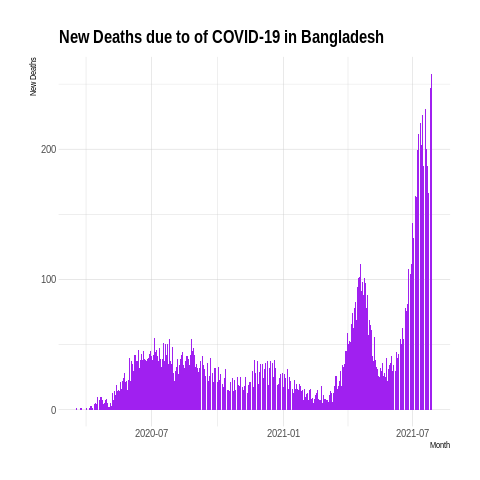 New Deaths due to of COVID-19 in Bangladesh
New Deaths
200
100
0
2020-07
2021-01
2021-07
Month